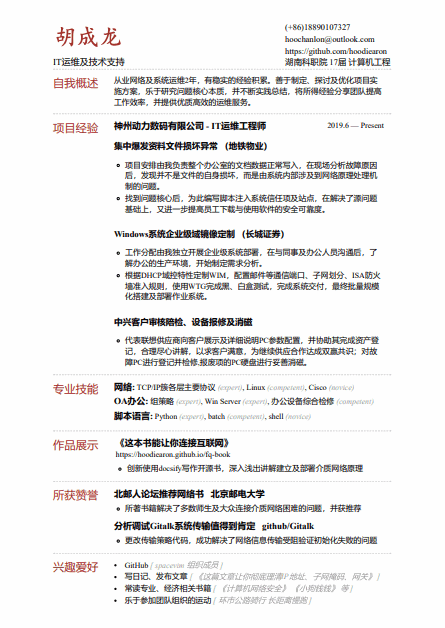 胡成龙
(+86)18890107327
hoochanlon@outlook.com
https://github.com/hoodiearon
IT运维及技术支持
湖南科职院 17届 计算机工程
自我概述
从业网络及系统运维2年，有稳实的经验积累。善于制定、探讨及优化项目实
施方案，乐于研究问题核心本质，并不断实践总结，将所得经验分享团队提高
工作效率，并提供优质高效的运维服务。
项目经验
神州动力数码有限公司 - IT运维工程师
2019.6 — Present
集中爆发资料文件损坏异常 （地铁物业）
项目安排由我负责整个办公室的文档数据正常写入，在现场分析故障原因
后，发现并不是文件的自身损坏，而是由系统内部涉及到网络原理处理机
制的问题。
找到问题核心后，为此编写脚本注入系统信任项及站点，在解决了源问题
基础上，又进一步提高员工下载与使用软件的安全可靠度。
Windows系统企业级域镜像定制 （长城证券）
工作分配由我独立开展企业级系统部署，在与同事及办公人员沟通后，了
解办公的生产环境，开始制定需求分析。
根据DHCP域控特性定制WIM，配置邮件等通信端口、子网划分、ISA防火
墙准入规则，使用WTG完成黑、白盒测试，完成系统交付，最终批量规模
化搭建及部署作业系统。
中兴客户审核陪检、设备报修及消磁
代表联想供应商向客户展示及详细说明PC参数配置，并协助其完成资产登
记，合理尽心讲解，以求客户满意，为继续供应合作达成双赢共识；对故
障PC进行登记并检修.报废项的PC硬盘进行妥善消磁。
专业技能
网络: TCP/IP簇各层主要协议 (expert), Linux (competent), Cisco (novice)
OA办公: 组策略 (expert), Win Server (expert), 办公设备综合检修 (competent)
脚本语言: Python (expert), batch (competent), shell (novice)
作品展示
《这本书能让你连接互联网》
https://hoodiearon.github.io/fq-book
创新使用docsify写作开源书，深入浅出讲解建立及部署介质网络原理
所获赞誉
北邮人论坛推荐网络书 北京邮电大学
所著书籍解决了多数师生及大众连接介质网络困难的问题，并获推荐
分析调试Gitalk系统传输值得到肯定 github/Gitalk
更改传输策略代码，成功解决了网络信息传输受阻验证初始化失败的问题
兴趣爱好
GitHub [ spacevim 组织成员 ]
写日记、发布文章 [ 《这篇文章让你彻底理清IP地址、子网掩码、网关》 ]
常读专业、经济相关书籍 [ 《计算机网络安全》 《小狗钱钱》 等 ]
乐于参加团队组织的运动 [ 环市公路骑行 长距离慢跑 ]